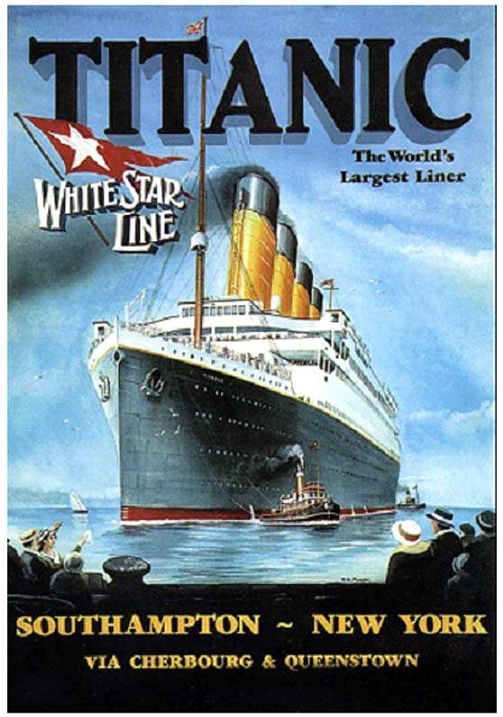 TITANIC
The World's
Largest Liner
WHITE STAR
LINE
SOUTHAMPTON ~ NEW YORK
VIA CHERBOURG & QUEENSTOWN